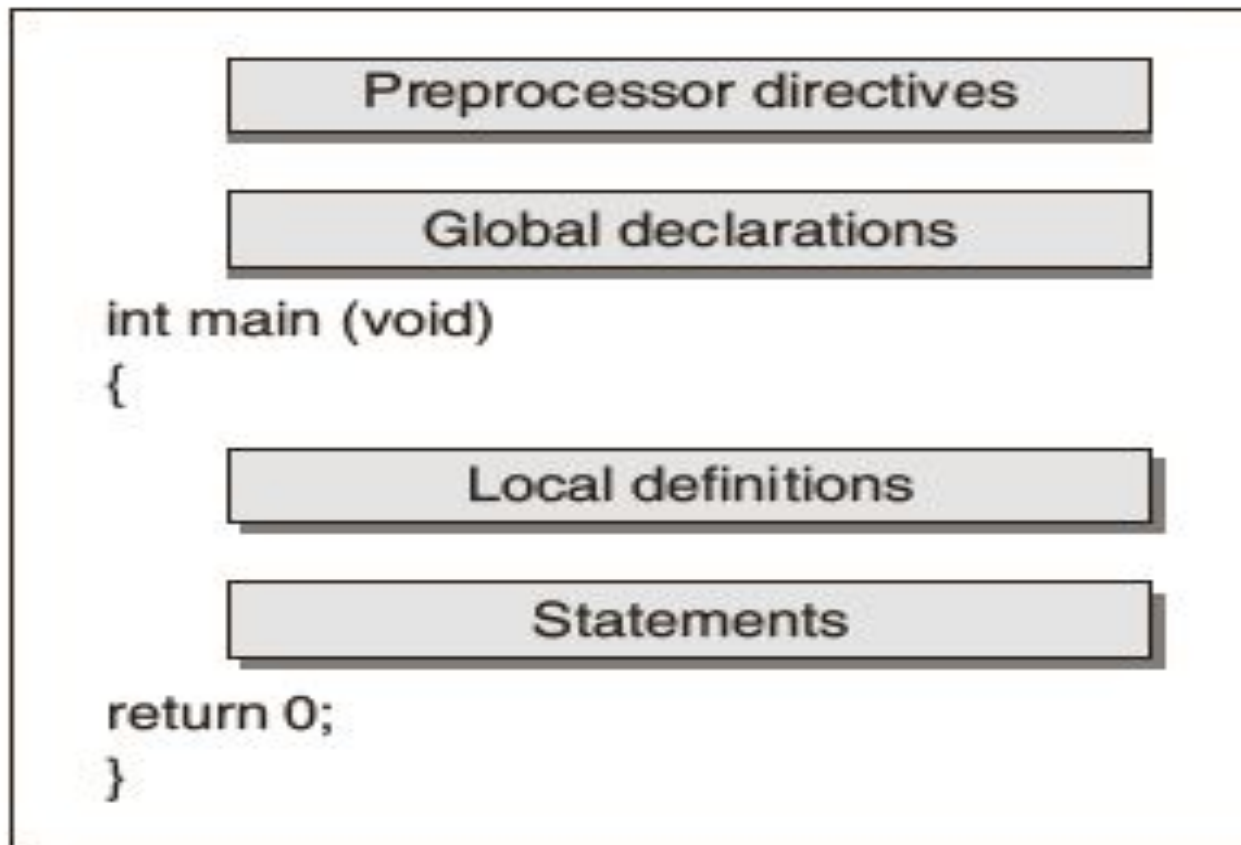 Preprocessor directives
Global declarations
int main (void)
{
Local definitions
Statements
return 0;
}